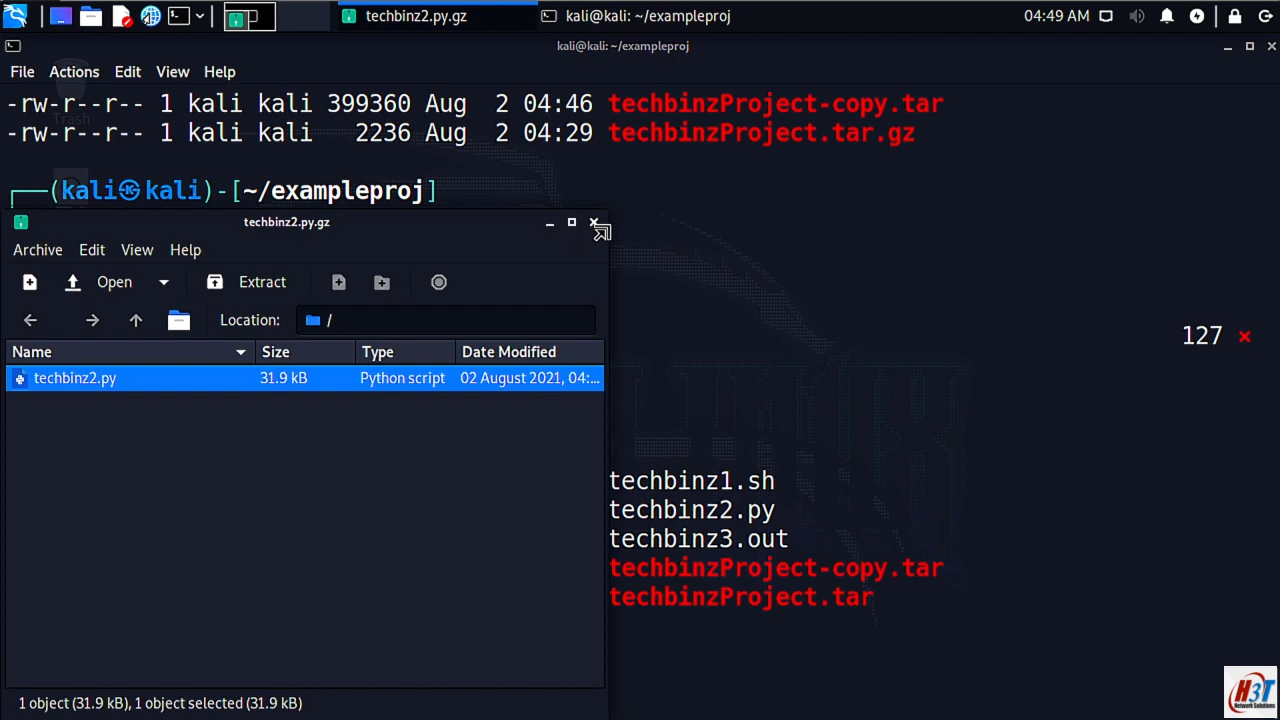 techbinz2.py.gz
kali@kali: ~/exampleproj
04:49 AM
kali@kali: ~/exampleproj
File Actions Edit View Help
Trash
-rw-r--r-- 1 kali kali 399360 Aug  2 04:46 techbinzProject-copy.tar
-rw-r--r-- 1 kali kali   2236 Aug  2 04:29 techbinzProject.tar.gz
┌──(kali㉿kali)-[~/exampleproj]
techbinz2.py.gz
Archive Edit View Help
Open Extract
Location: /
127 ⨯
Name Size Type Date Modified
techbinz2.py 31.9 kB Python script 02 August 2021, 04:...
techbinz1.sh
techbinz2.py
techbinz3.out
techbinzProject-copy.tar
techbinzProject.tar
1 object (31.9 kB), 1 object selected (31.9 kB)
H3T
Network Solutions